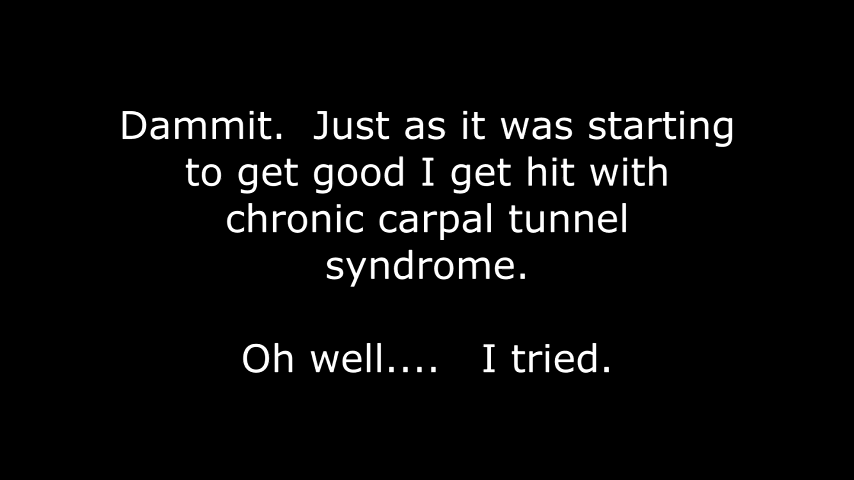 Dammit.  Just as it was starting
to get good I get hit with
chronic carpal tunnel
syndrome.
Oh well....   I tried.